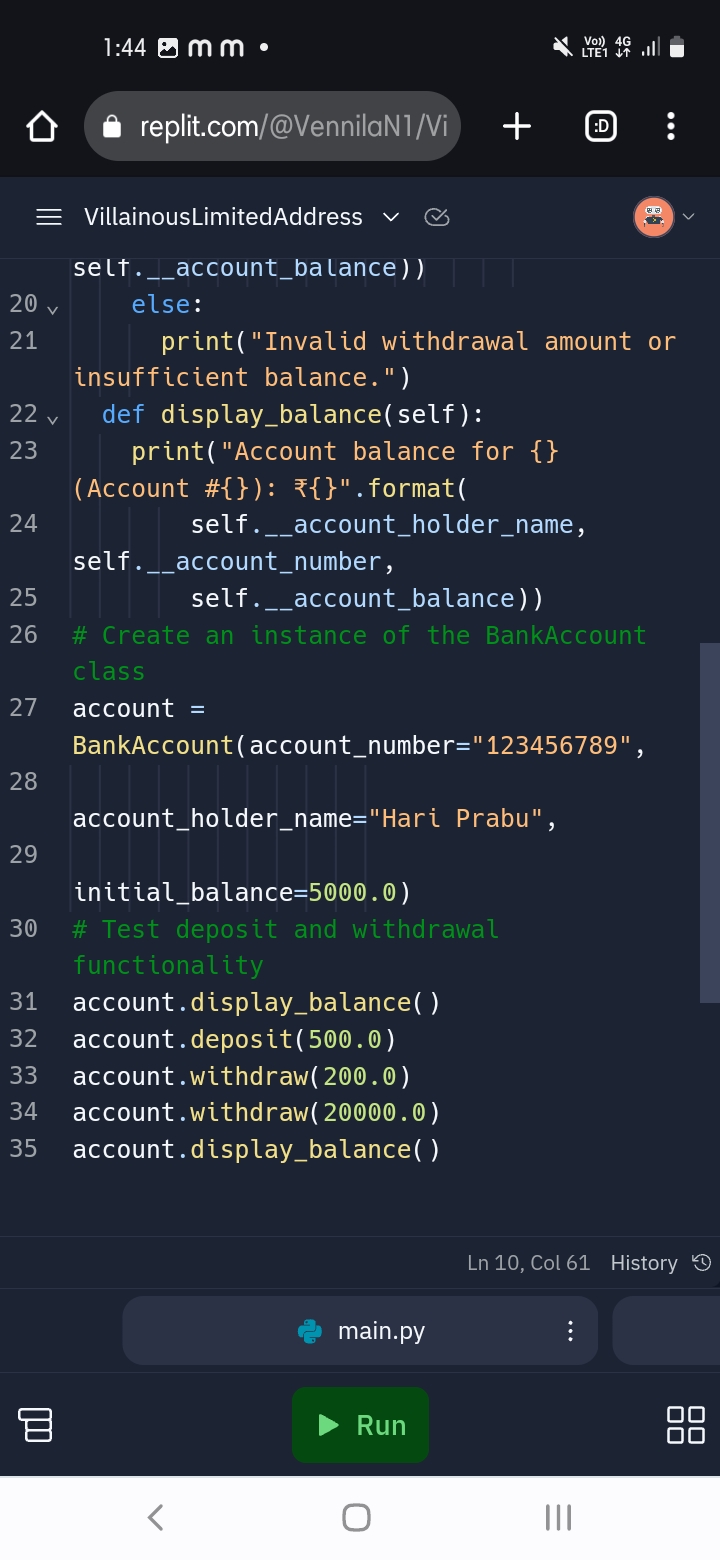 1:44
Vo)) 4G
LTE1
replit.com/@VennilaN1/Vi
:D
VillainousLimitedAddress
self.__account_balance))
20 else:
21 print("Invalid withdrawal amount or
insufficient balance.")
22 def display_balance(self):
23 print("Account balance for {}
(Account #{}): ₹{}".format(
24 self.__account_holder_name,
self.__account_number,
25 self.__account_balance))
26 # Create an instance of the BankAccount
class
27 account =
BankAccount(account_number="123456789",
28
account_holder_name="Hari Prabu",
29
initial_balance=5000.0)
30 # Test deposit and withdrawal
functionality
31 account.display_balance()
32 account.deposit(500.0)
33 account.withdraw(200.0)
34 account.withdraw(20000.0)
35 account.display_balance()
Ln 10, Col 61 History
main.py
Run